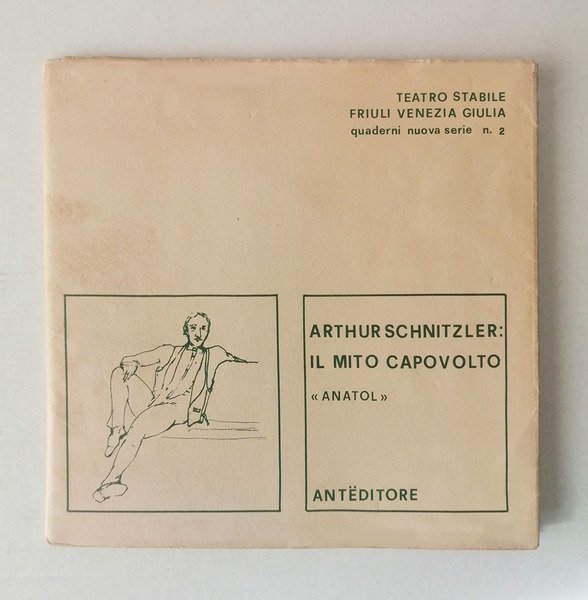 TEATRO STABILE
FRIULI VENEZIA GIULIA
quaderni nuova serie n. 2
ARTHUR SCHNITZLER:
IL MITO CAPOVOLTO
« ANATOL »
ANTËDITORE